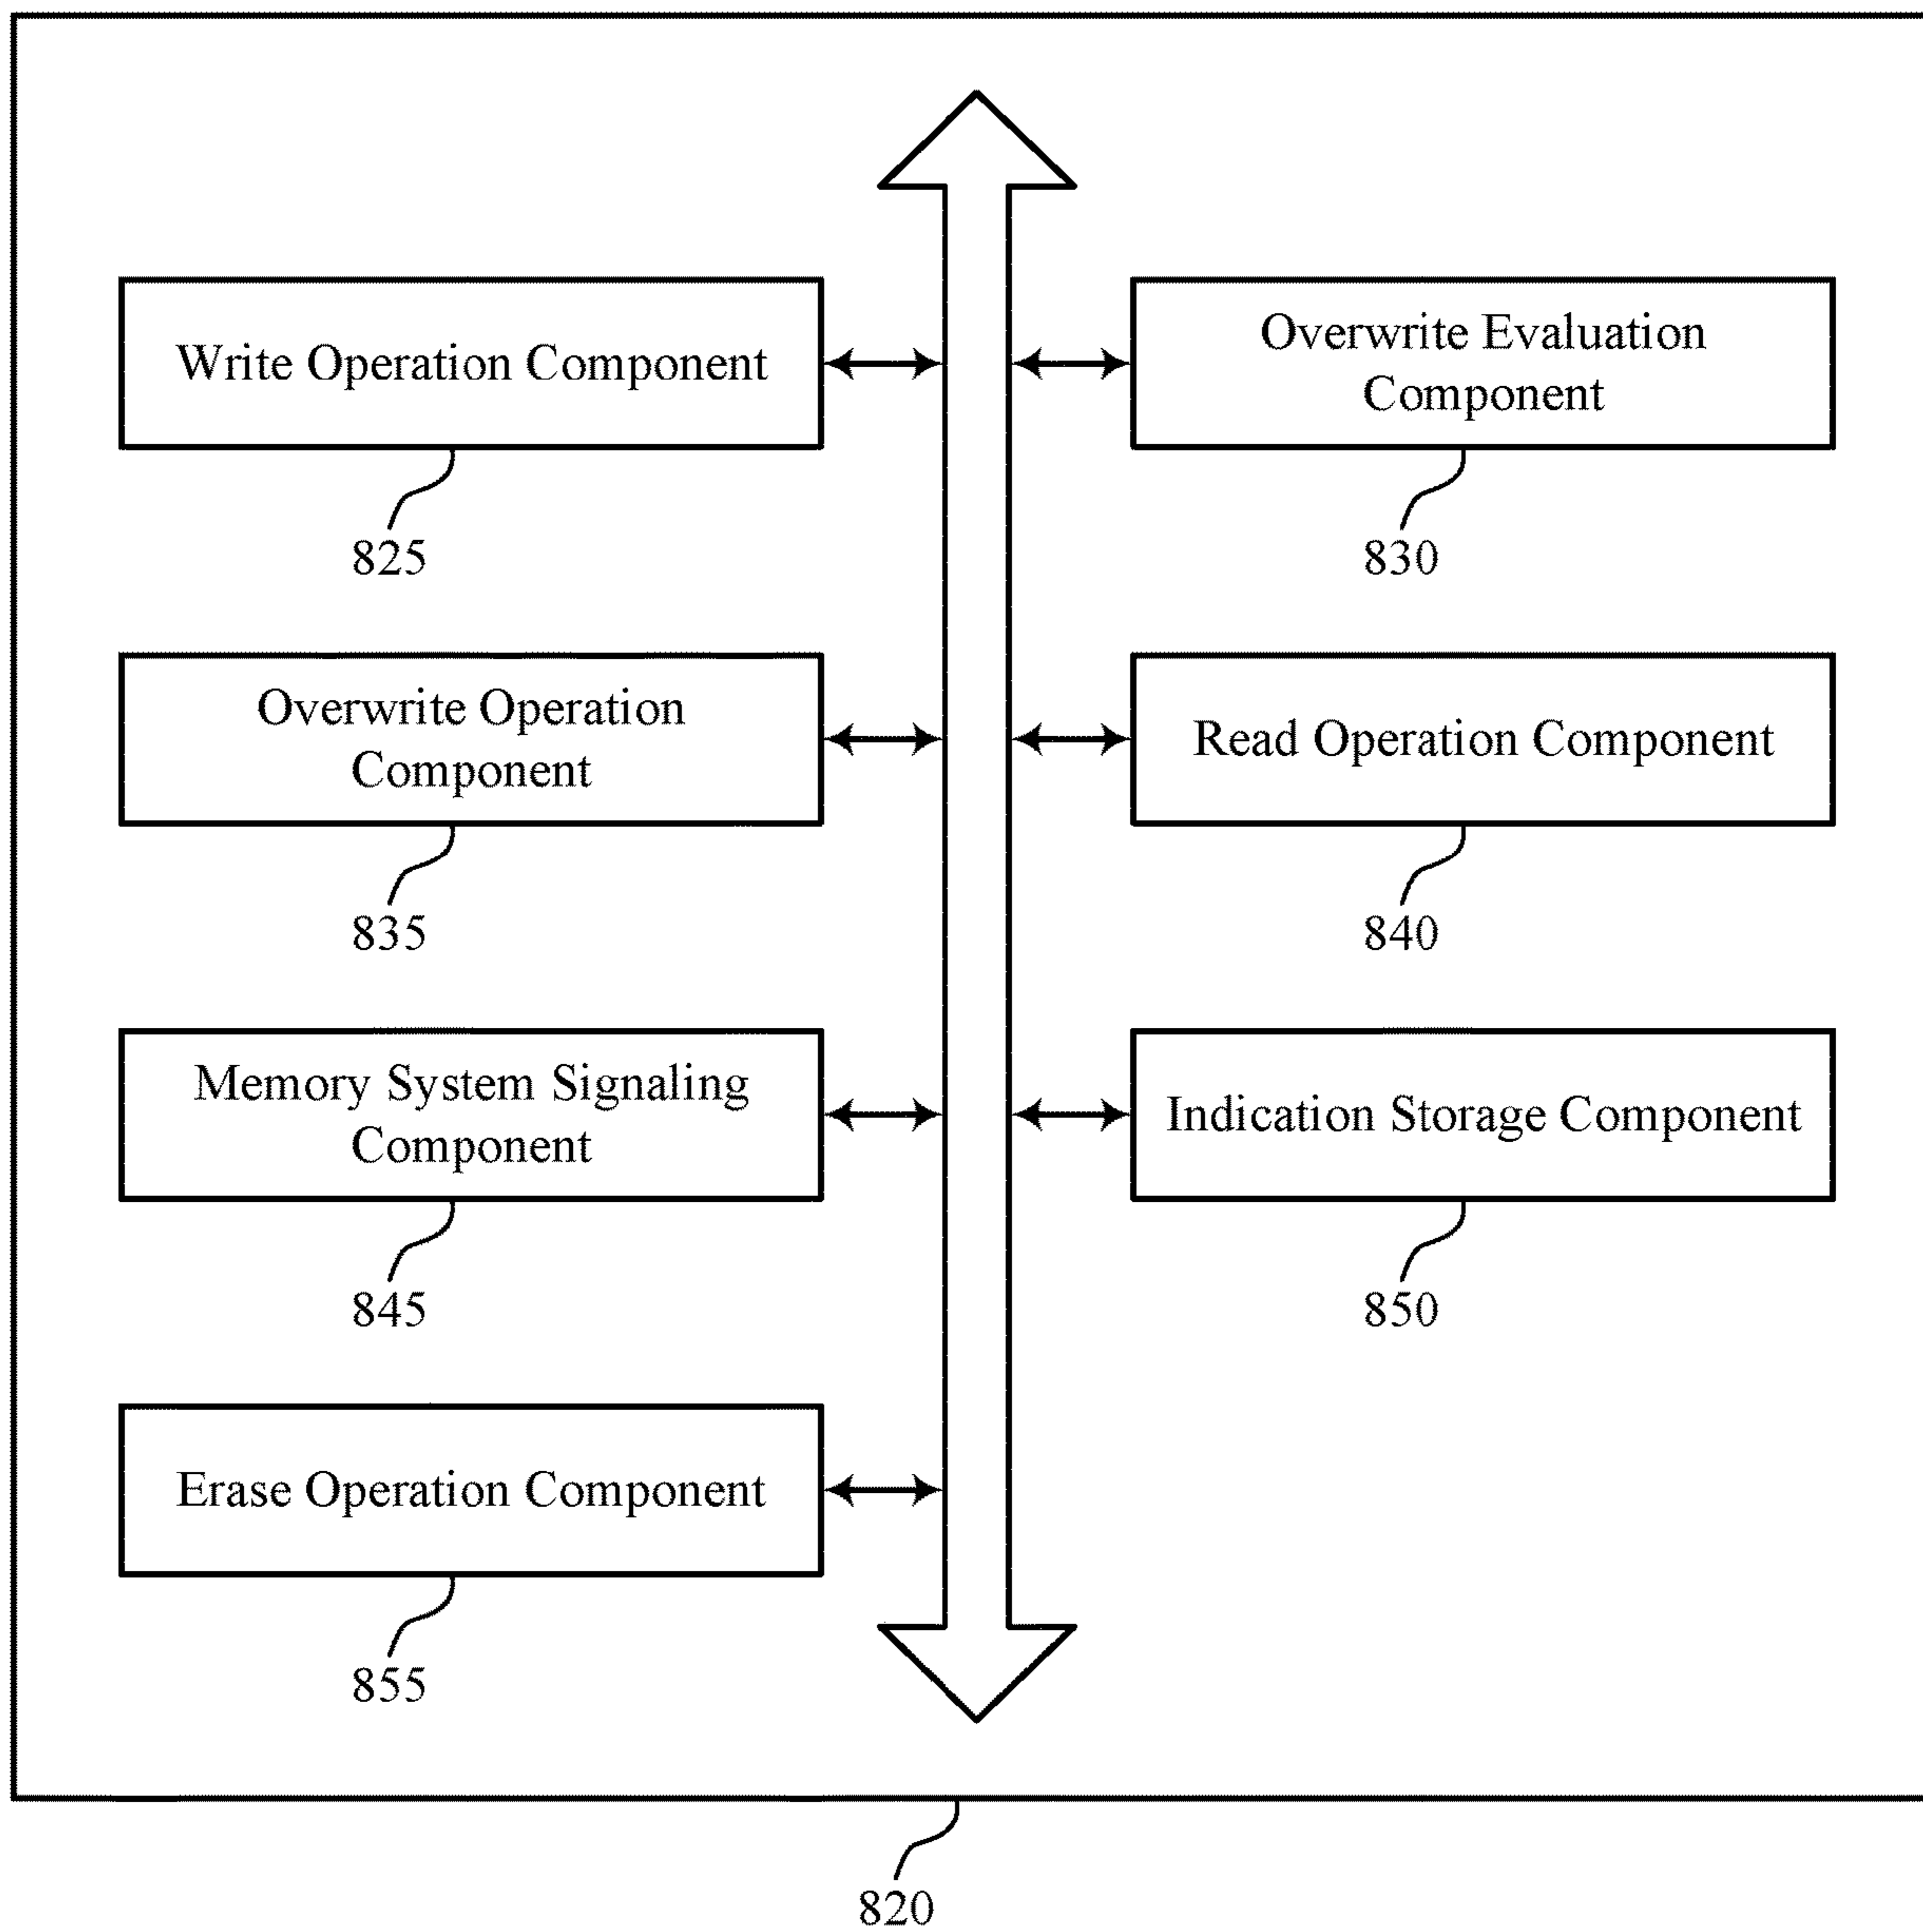 Write Operation Component
825
Overwrite Evaluation
Component
830
Overwrite Operation
Component
835
Read Operation Component
840
Memory System Signaling
Component
845
Indication Storage Component
850
Erase Operation Component
855
820